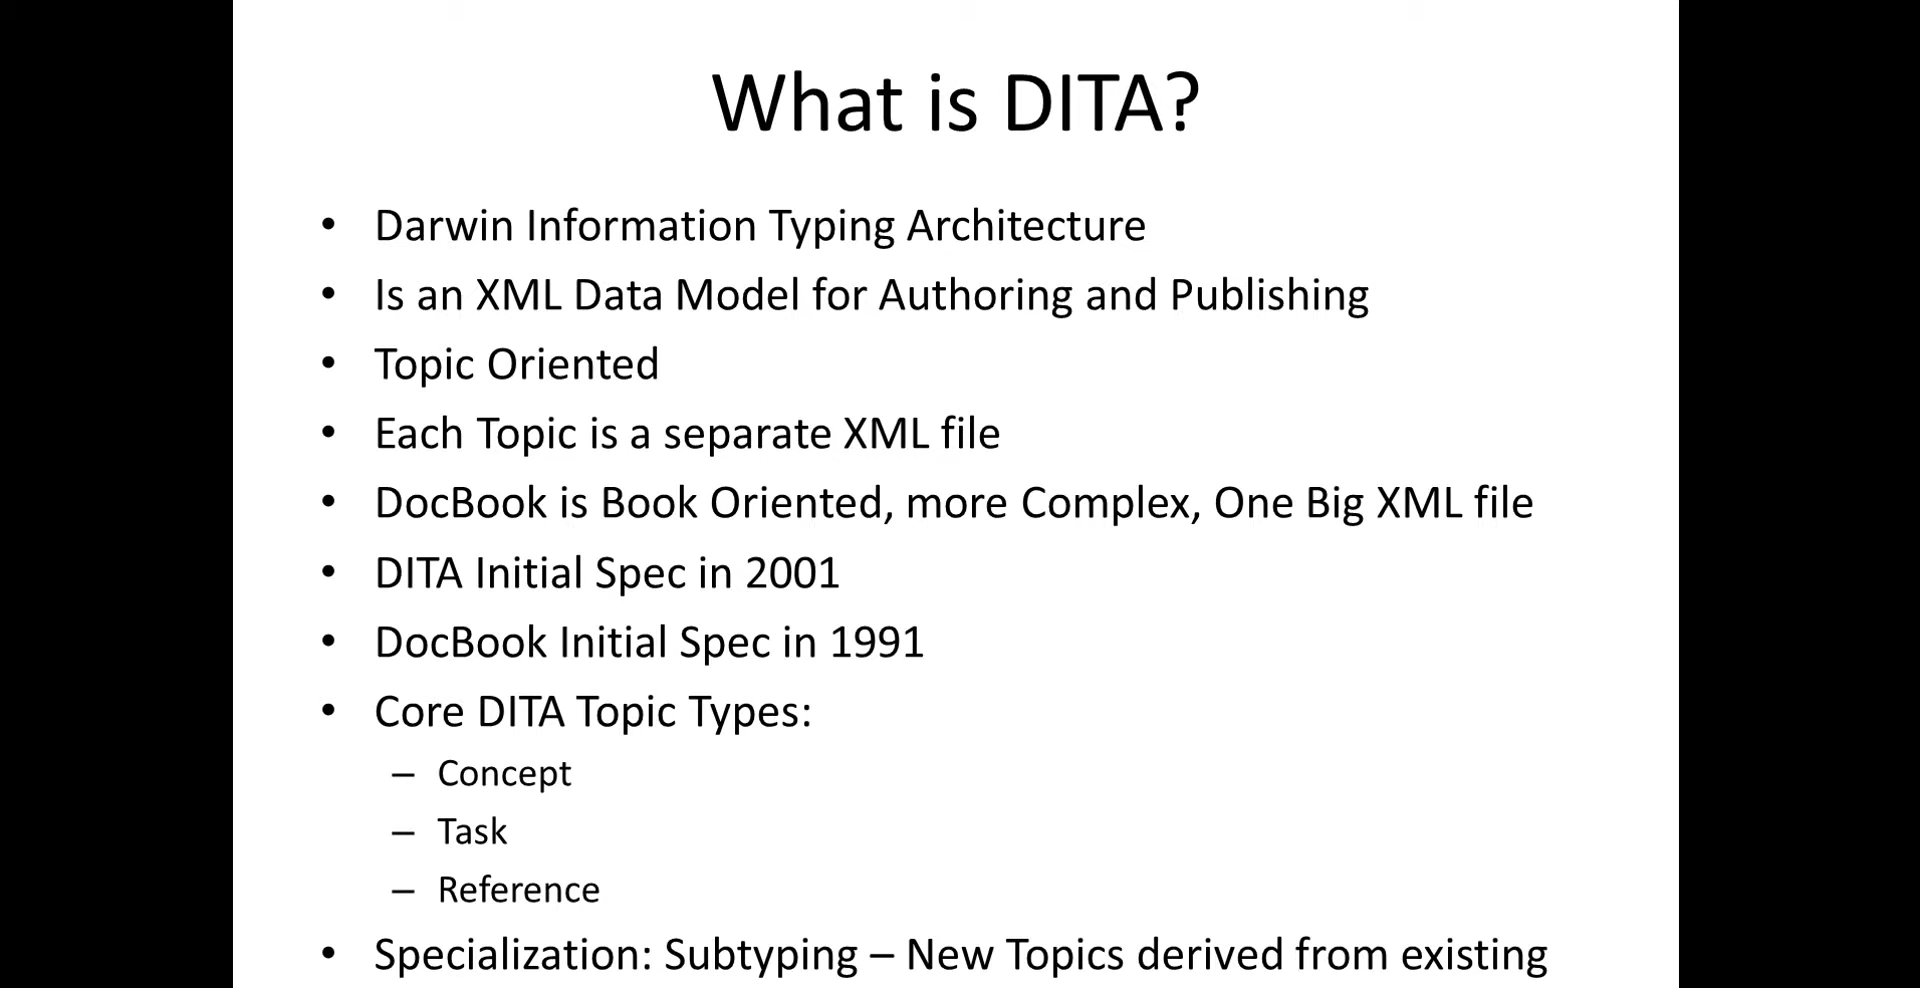 What is DITA?
• Darwin Information Typing Architecture
• Is an XML Data Model for Authoring and Publishing
• Topic Oriented
• Each Topic is a separate XML file
• DocBook is Book Oriented, more Complex, One Big XML file
• DITA Initial Spec in 2001
• DocBook Initial Spec in 1991
• Core DITA Topic Types:
– Concept
– Task
– Reference
• Specialization: Subtyping – New Topics derived from existing